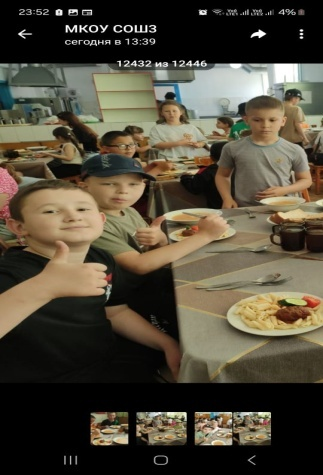 23:52
4%
МКОУ СОШ3
сегодня в 13:39
12432 из 12446